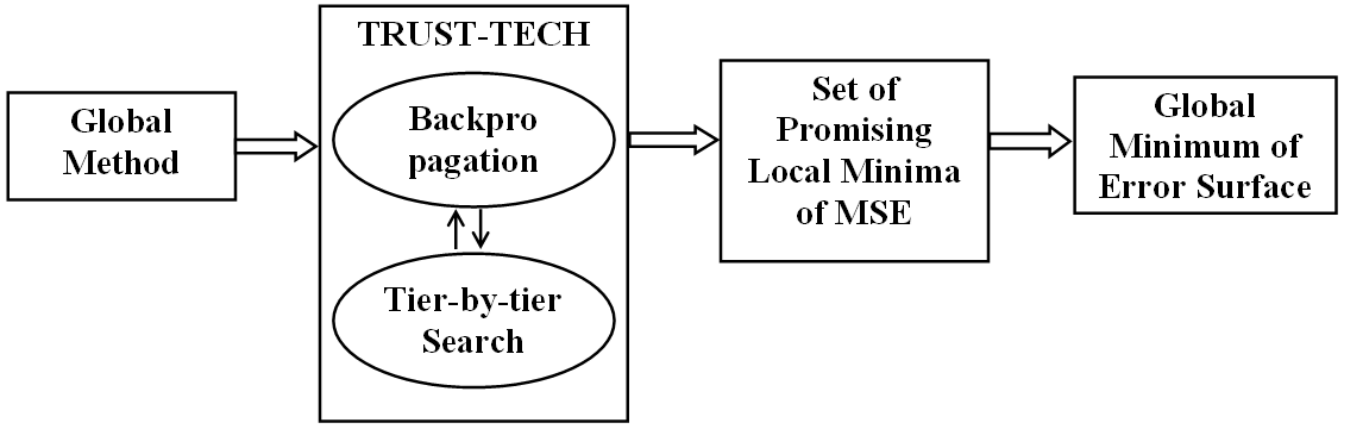 Global
Method
TRUST-TECH
Backpro
pagation
Tier-by-tier
Search
Set of
Promising
Local Minima
of MSE
Global
Minimum of
Error Surface